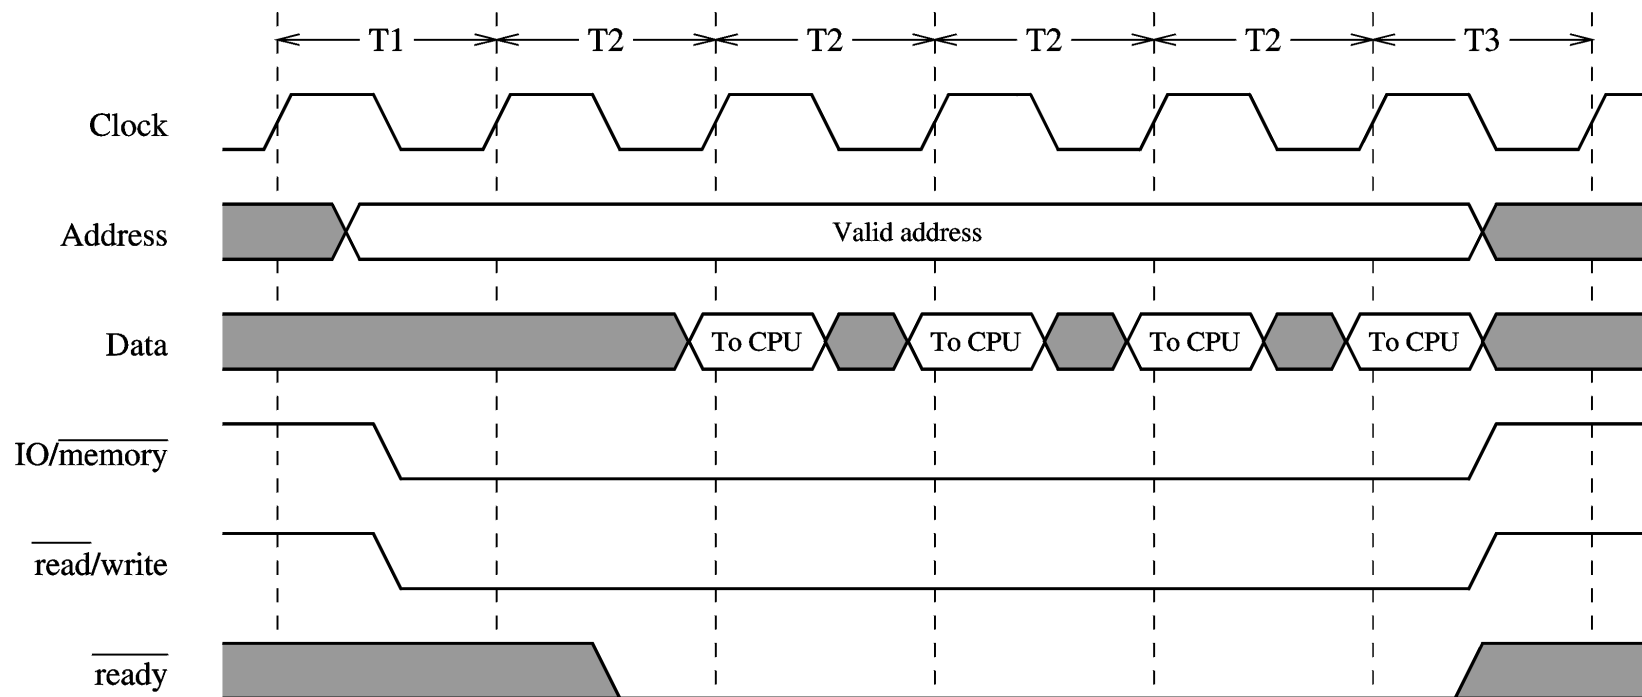 T1 T2 T2 T2 T2 T3
Clock
Address Valid address
Data To CPU To CPU To CPU To CPU
IO/memory
read/write
ready